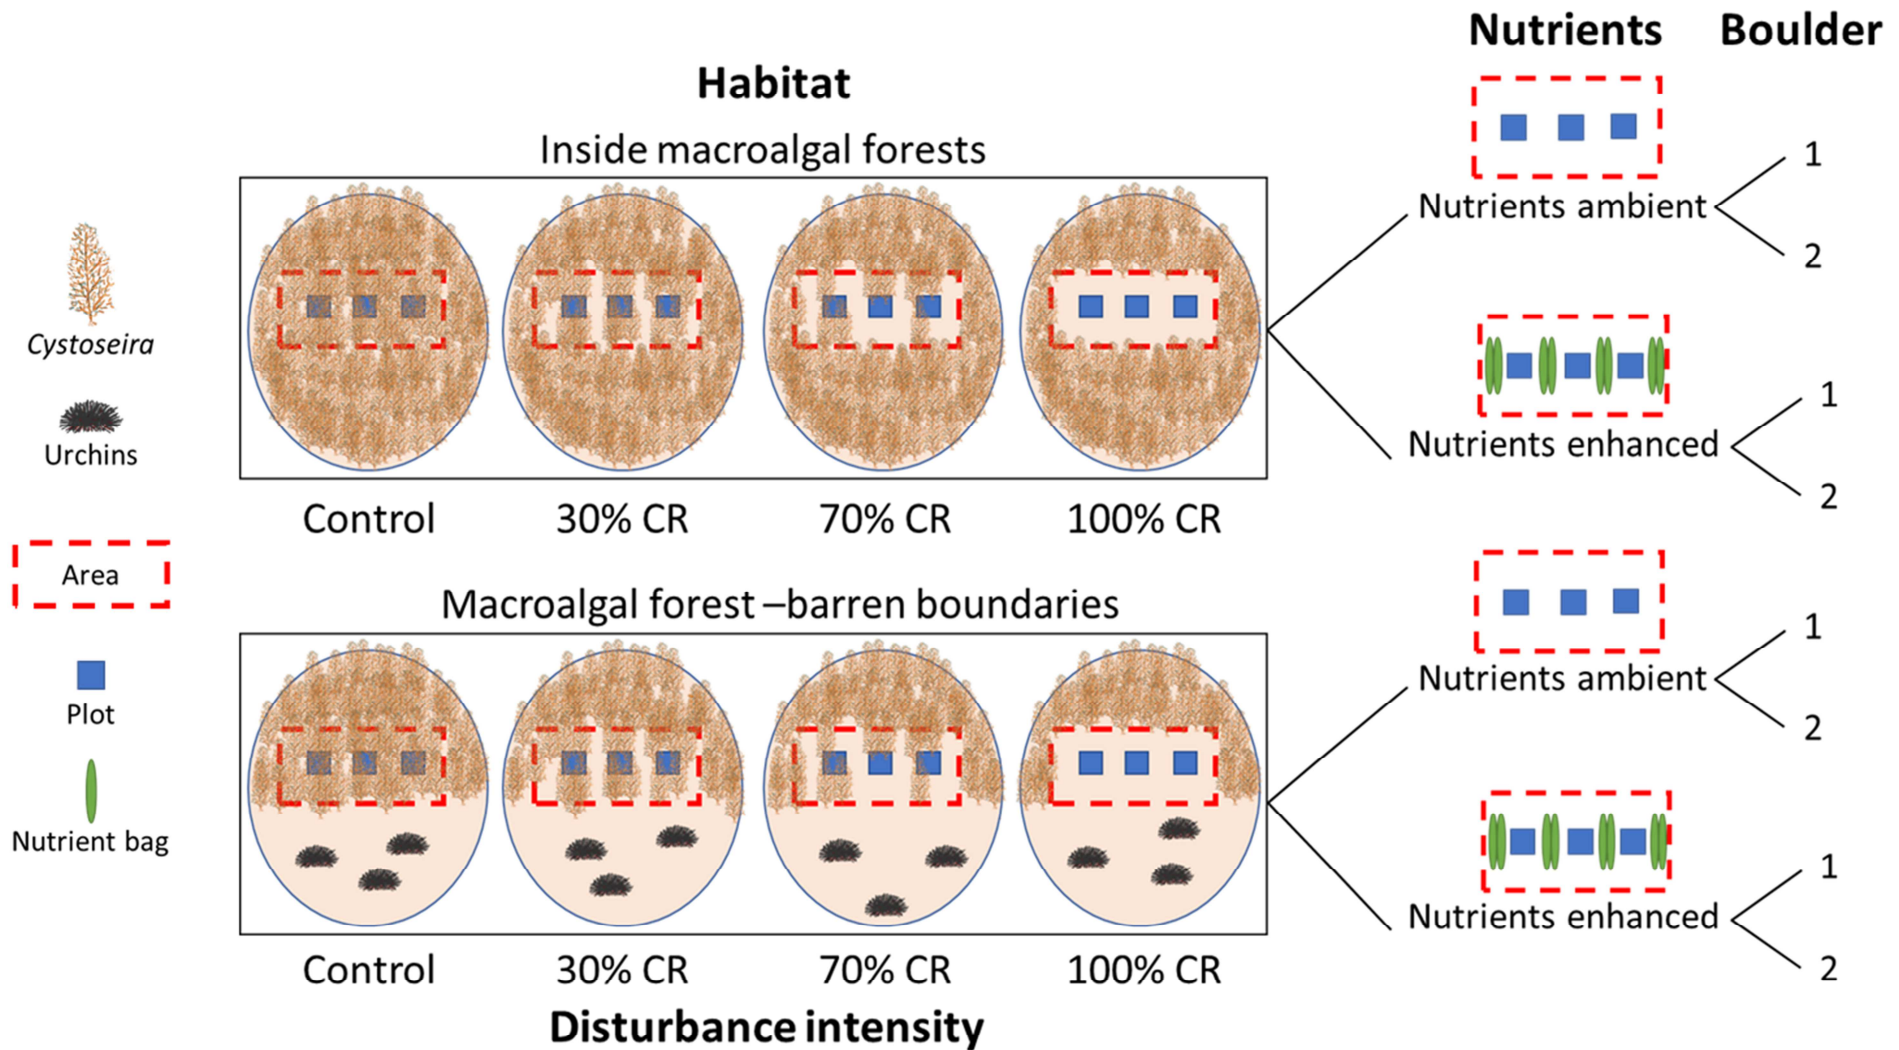 Habitat
Inside macroalgal forests
Control 30% CR 70% CR 100% CR
Macroalgal forest –barren boundaries
Control 30% CR 70% CR 100% CR
Disturbance intensity
Cystoseira
Urchins
Area
Plot
Nutrient bag
Nutrients Boulder
Nutrients ambient
1
2
Nutrients enhanced
1
2
Nutrients ambient
1
2
Nutrients enhanced
1
2